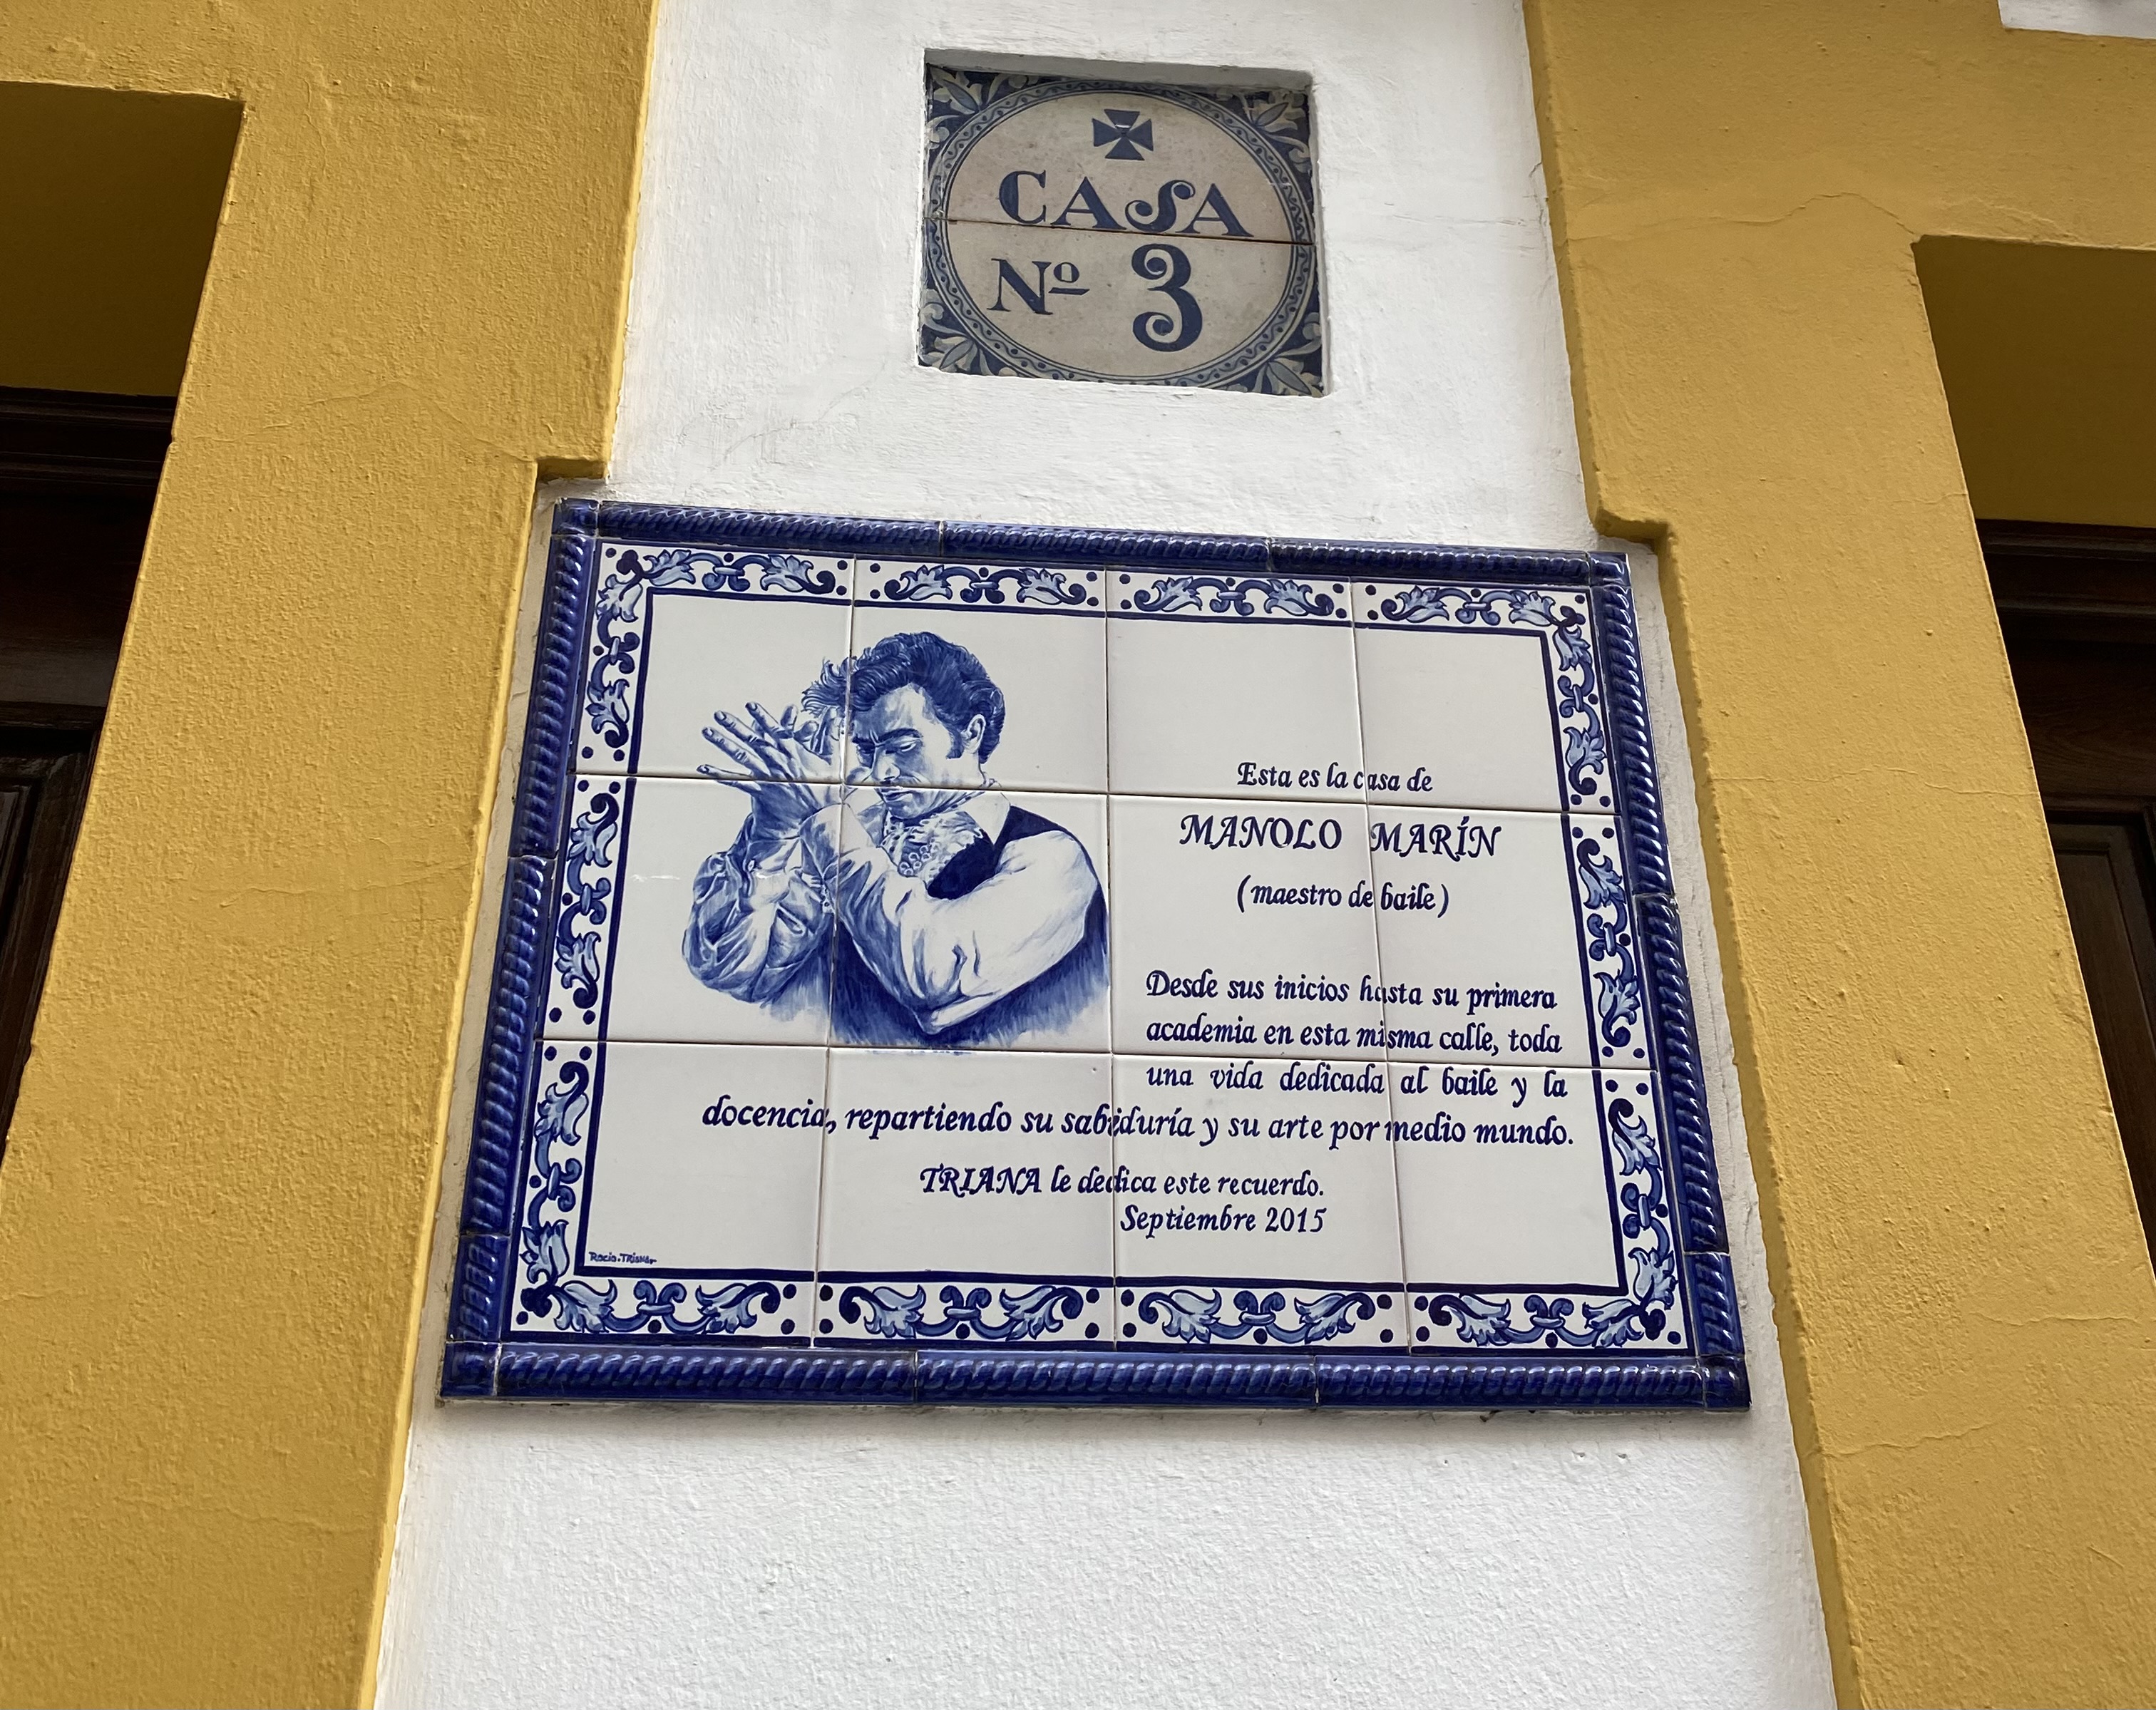 CASA
Nº 3
Esta es la casa de
MANOLO MARÍN
(maestro de baile)
Desde sus inicios hasta su primera
academia en esta misma calle, toda
una vida dedicada al baile y la
docencia, repartiendo su sabiduría y su arte por medio mundo.
TRIANA le dedica este recuerdo.
Septiembre 2015
Rocío-TRIANA-